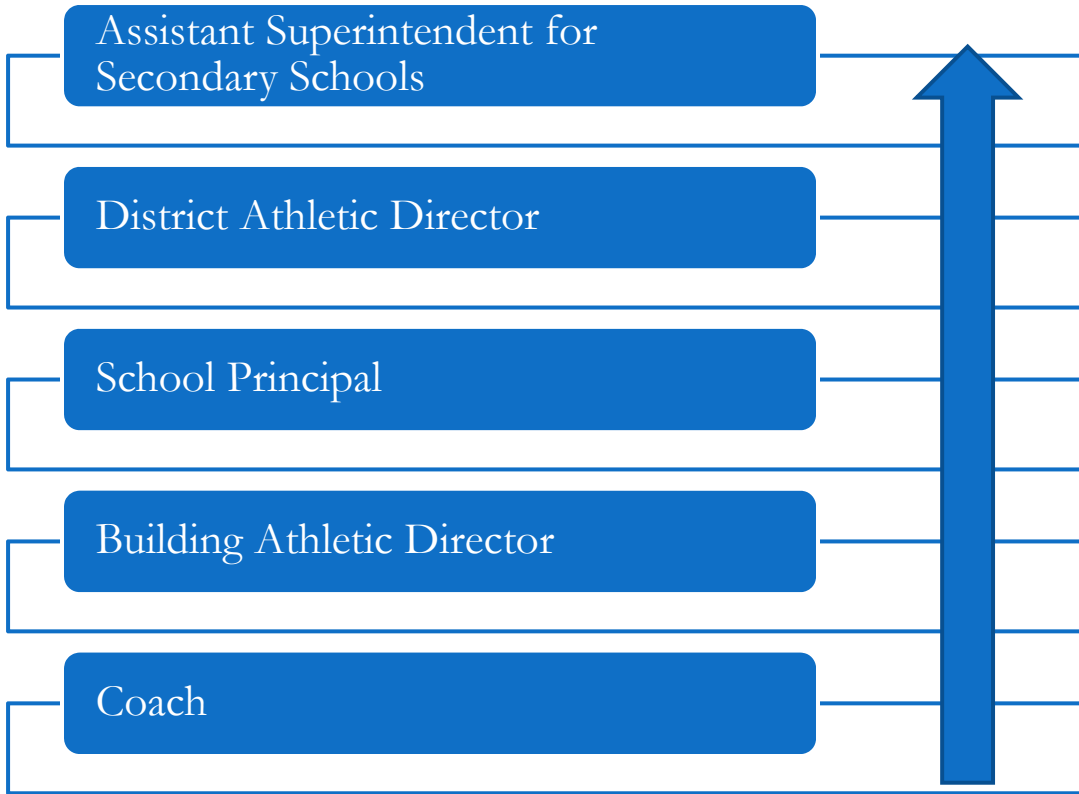 Assistant Superintendent for
Secondary Schools
District Athletic Director
School Principal
Building Athletic Director
Coach